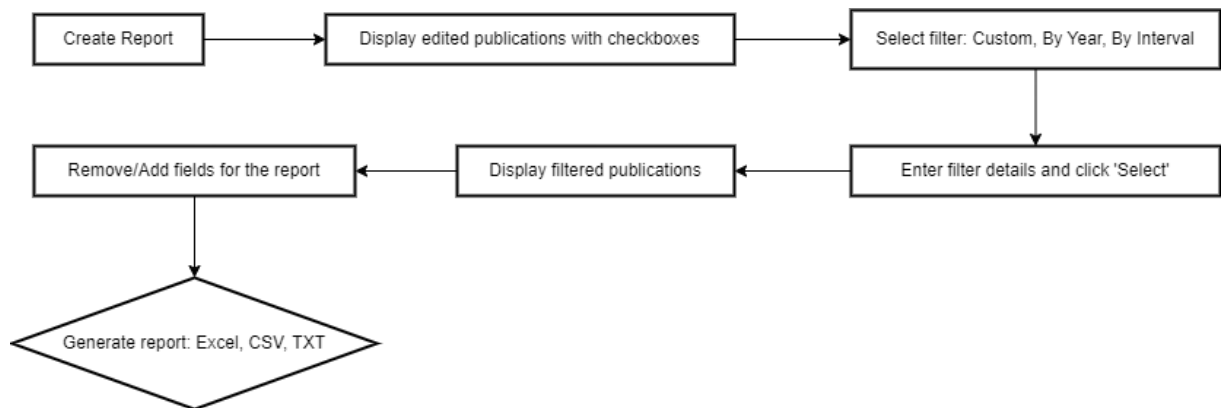 Create Report
Display edited publications with checkboxes
Select filter: Custom, By Year, By Interval
Enter filter details and click 'Select'
Display filtered publications
Remove/Add fields for the report
Generate report: Excel, CSV, TXT